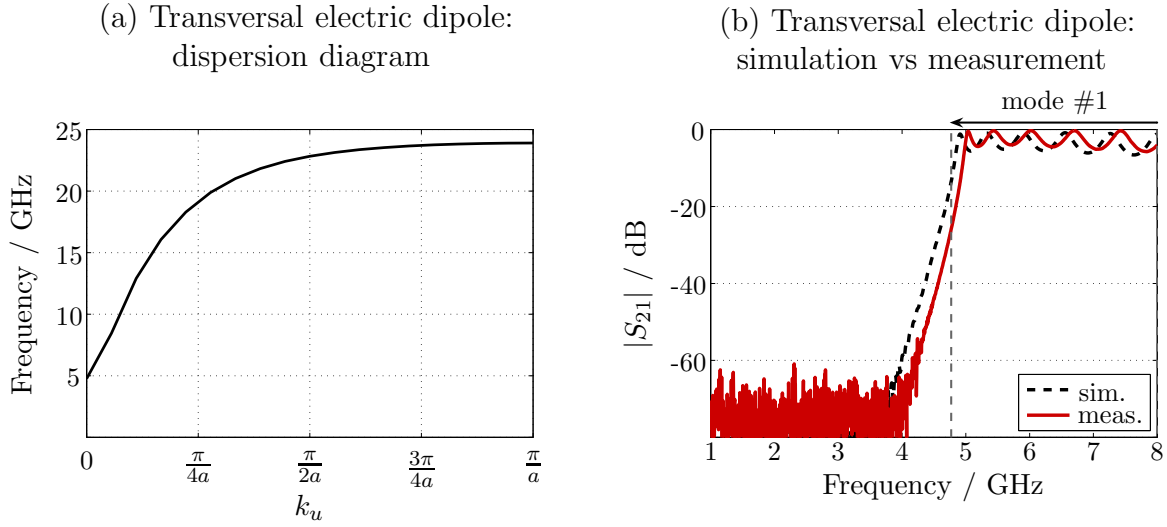 (a) Transversal electric dipole:
dispersion diagram
25
20
15
10
5
Frequency / GHz
0
π/4a
π/2a
3π/4a
π/a
k_u
(b) Transversal electric dipole:
simulation vs measurement
mode #1
0
-20
-40
-60
|S_21| / dB
sim.
meas.
1 2 3 4 5 6 7 8
Frequency / GHz